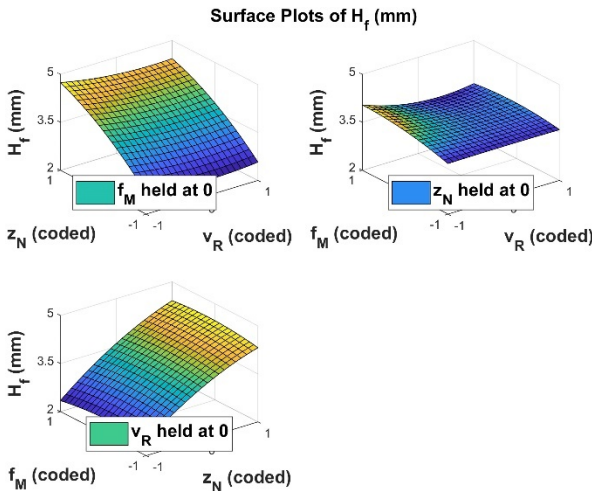 Surface Plots of H_f (mm)
H_f (mm)
5
3.5
2
1
-1 -1
0
1
z_N (coded)
v_R (coded)
f_M held at 0
H_f (mm)
5
3.5
2
1
-1 -1
1
f_M (coded)
v_R (coded)
z_N held at 0
H_f (mm)
5
3.5
2
1
-1 -1
1
f_M (coded)
z_N (coded)
v_R held at 0